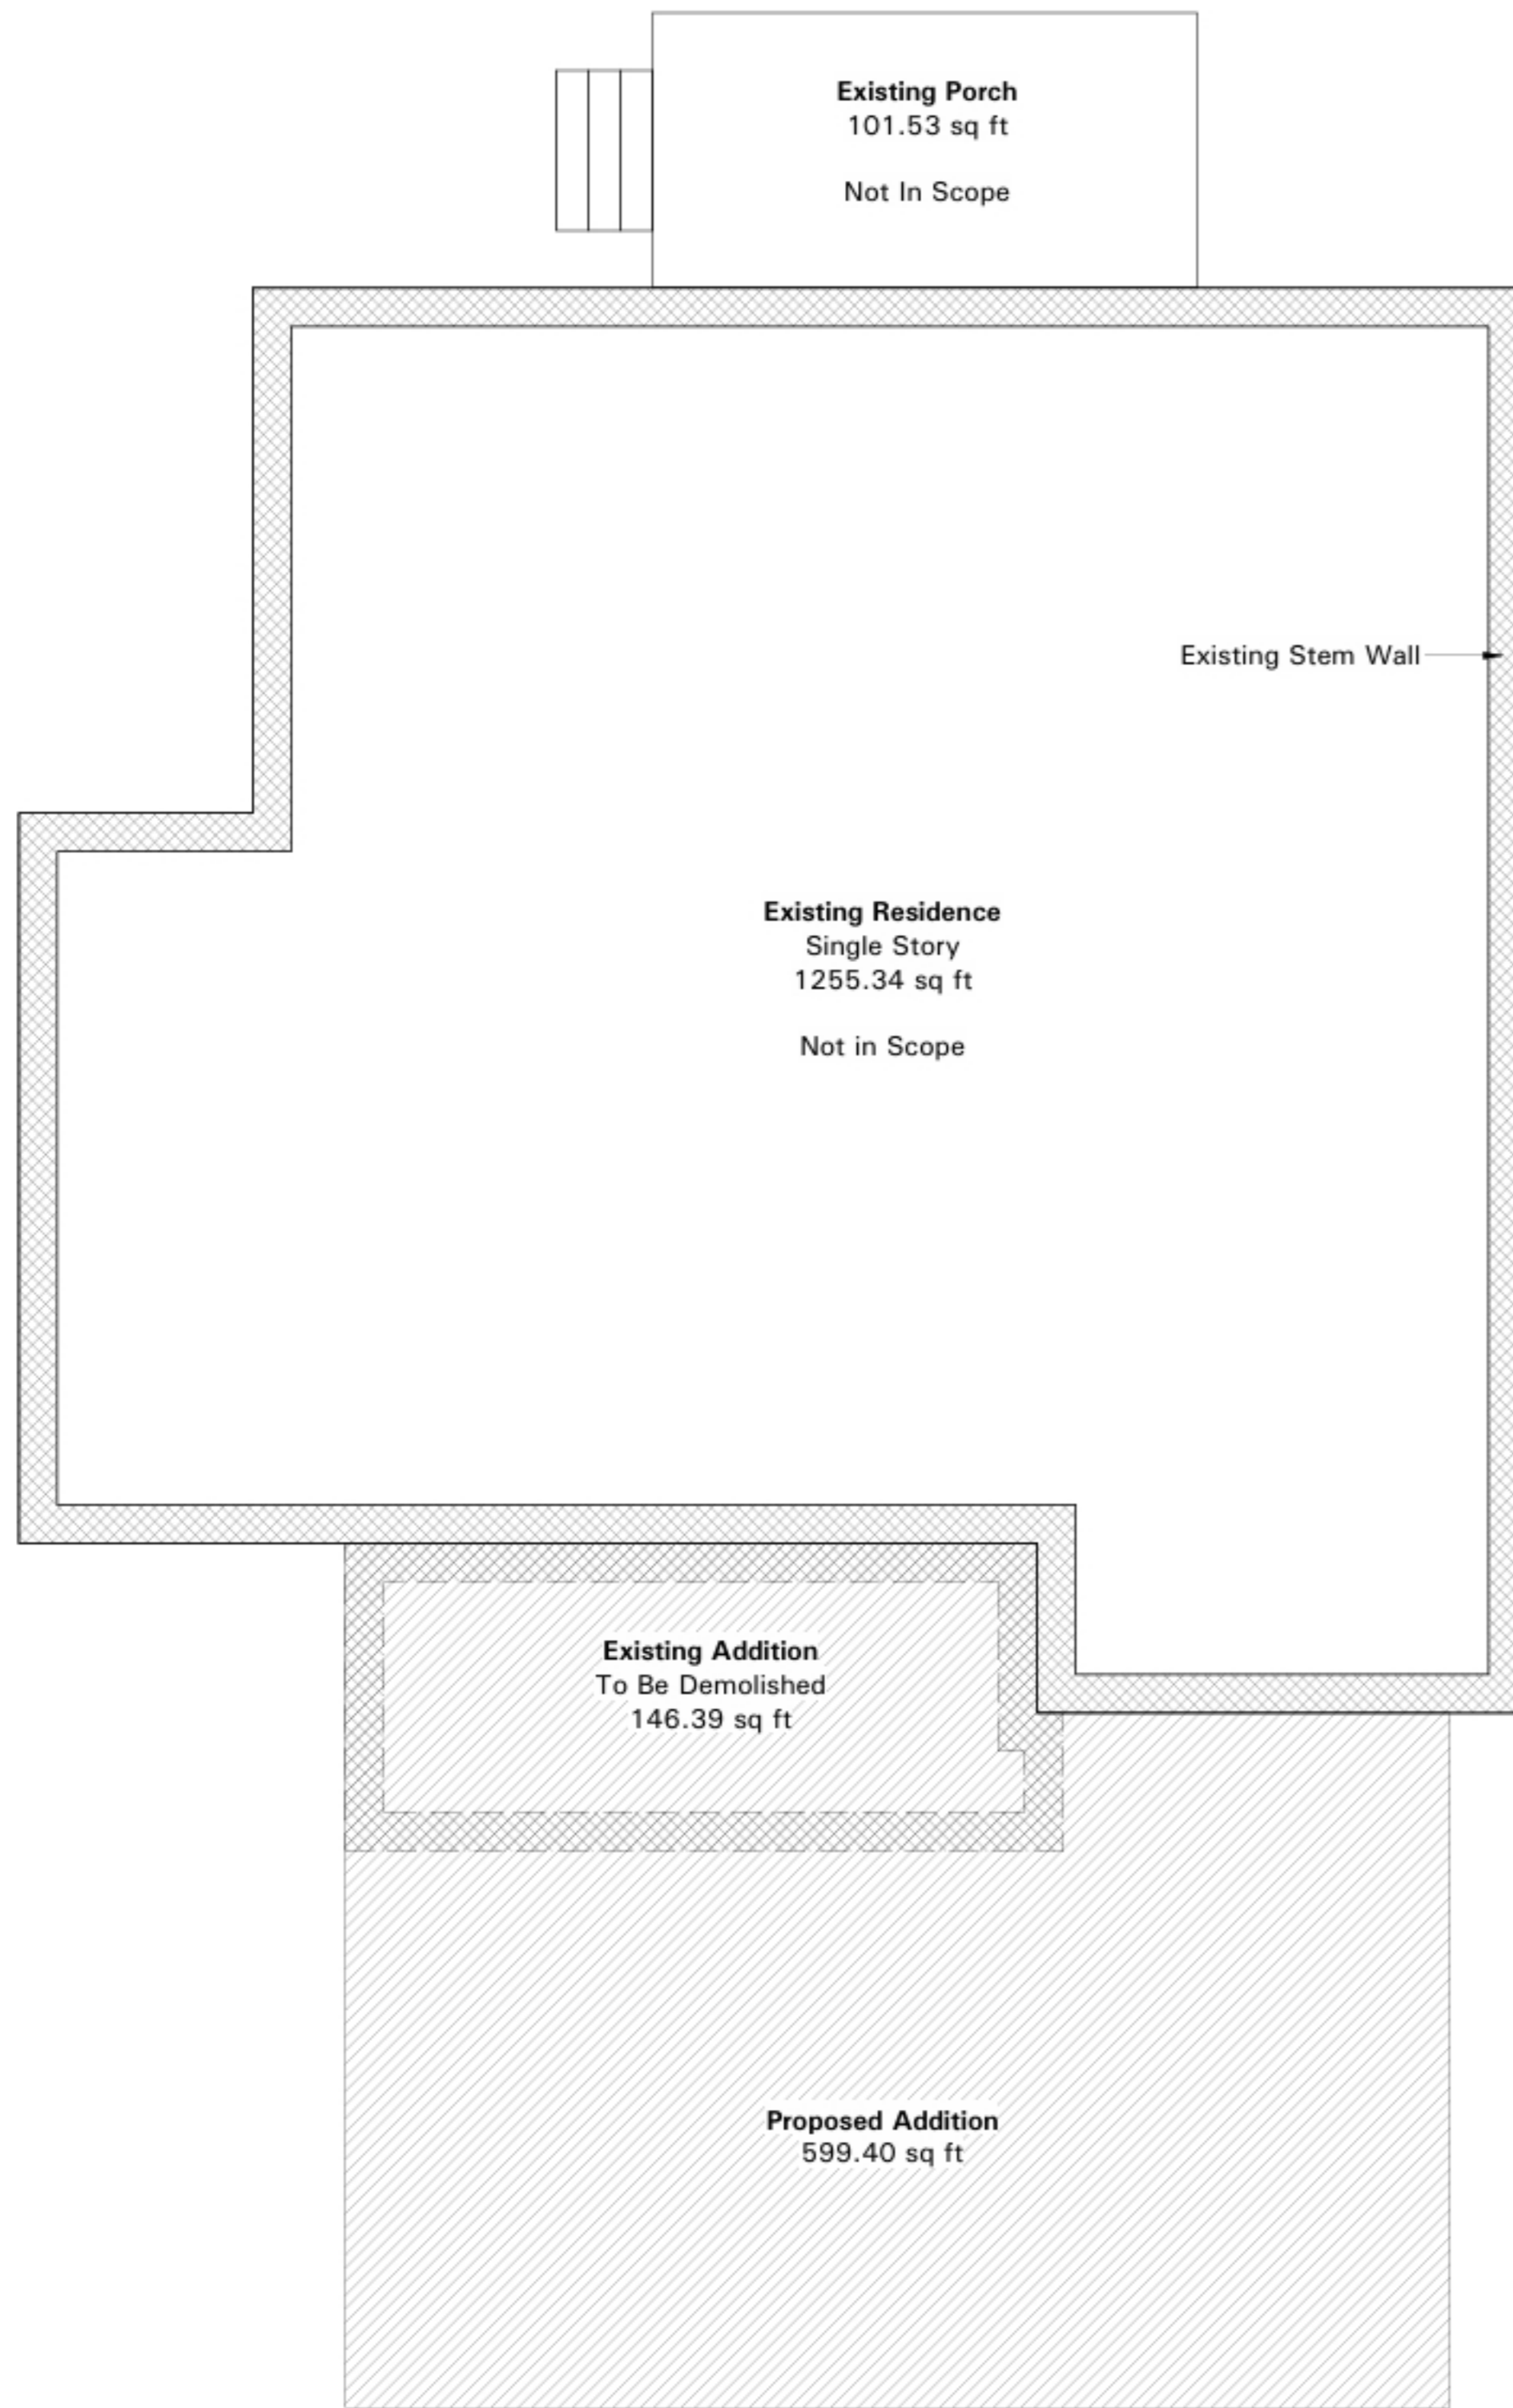 Existing Porch
101.53 sq ft
Not In Scope
Existing Stem Wall
Existing Residence
Single Story
1255.34 sq ft
Not in Scope
Existing Addition
To Be Demolished
146.39 sq ft
Proposed Addition
599.40 sq ft